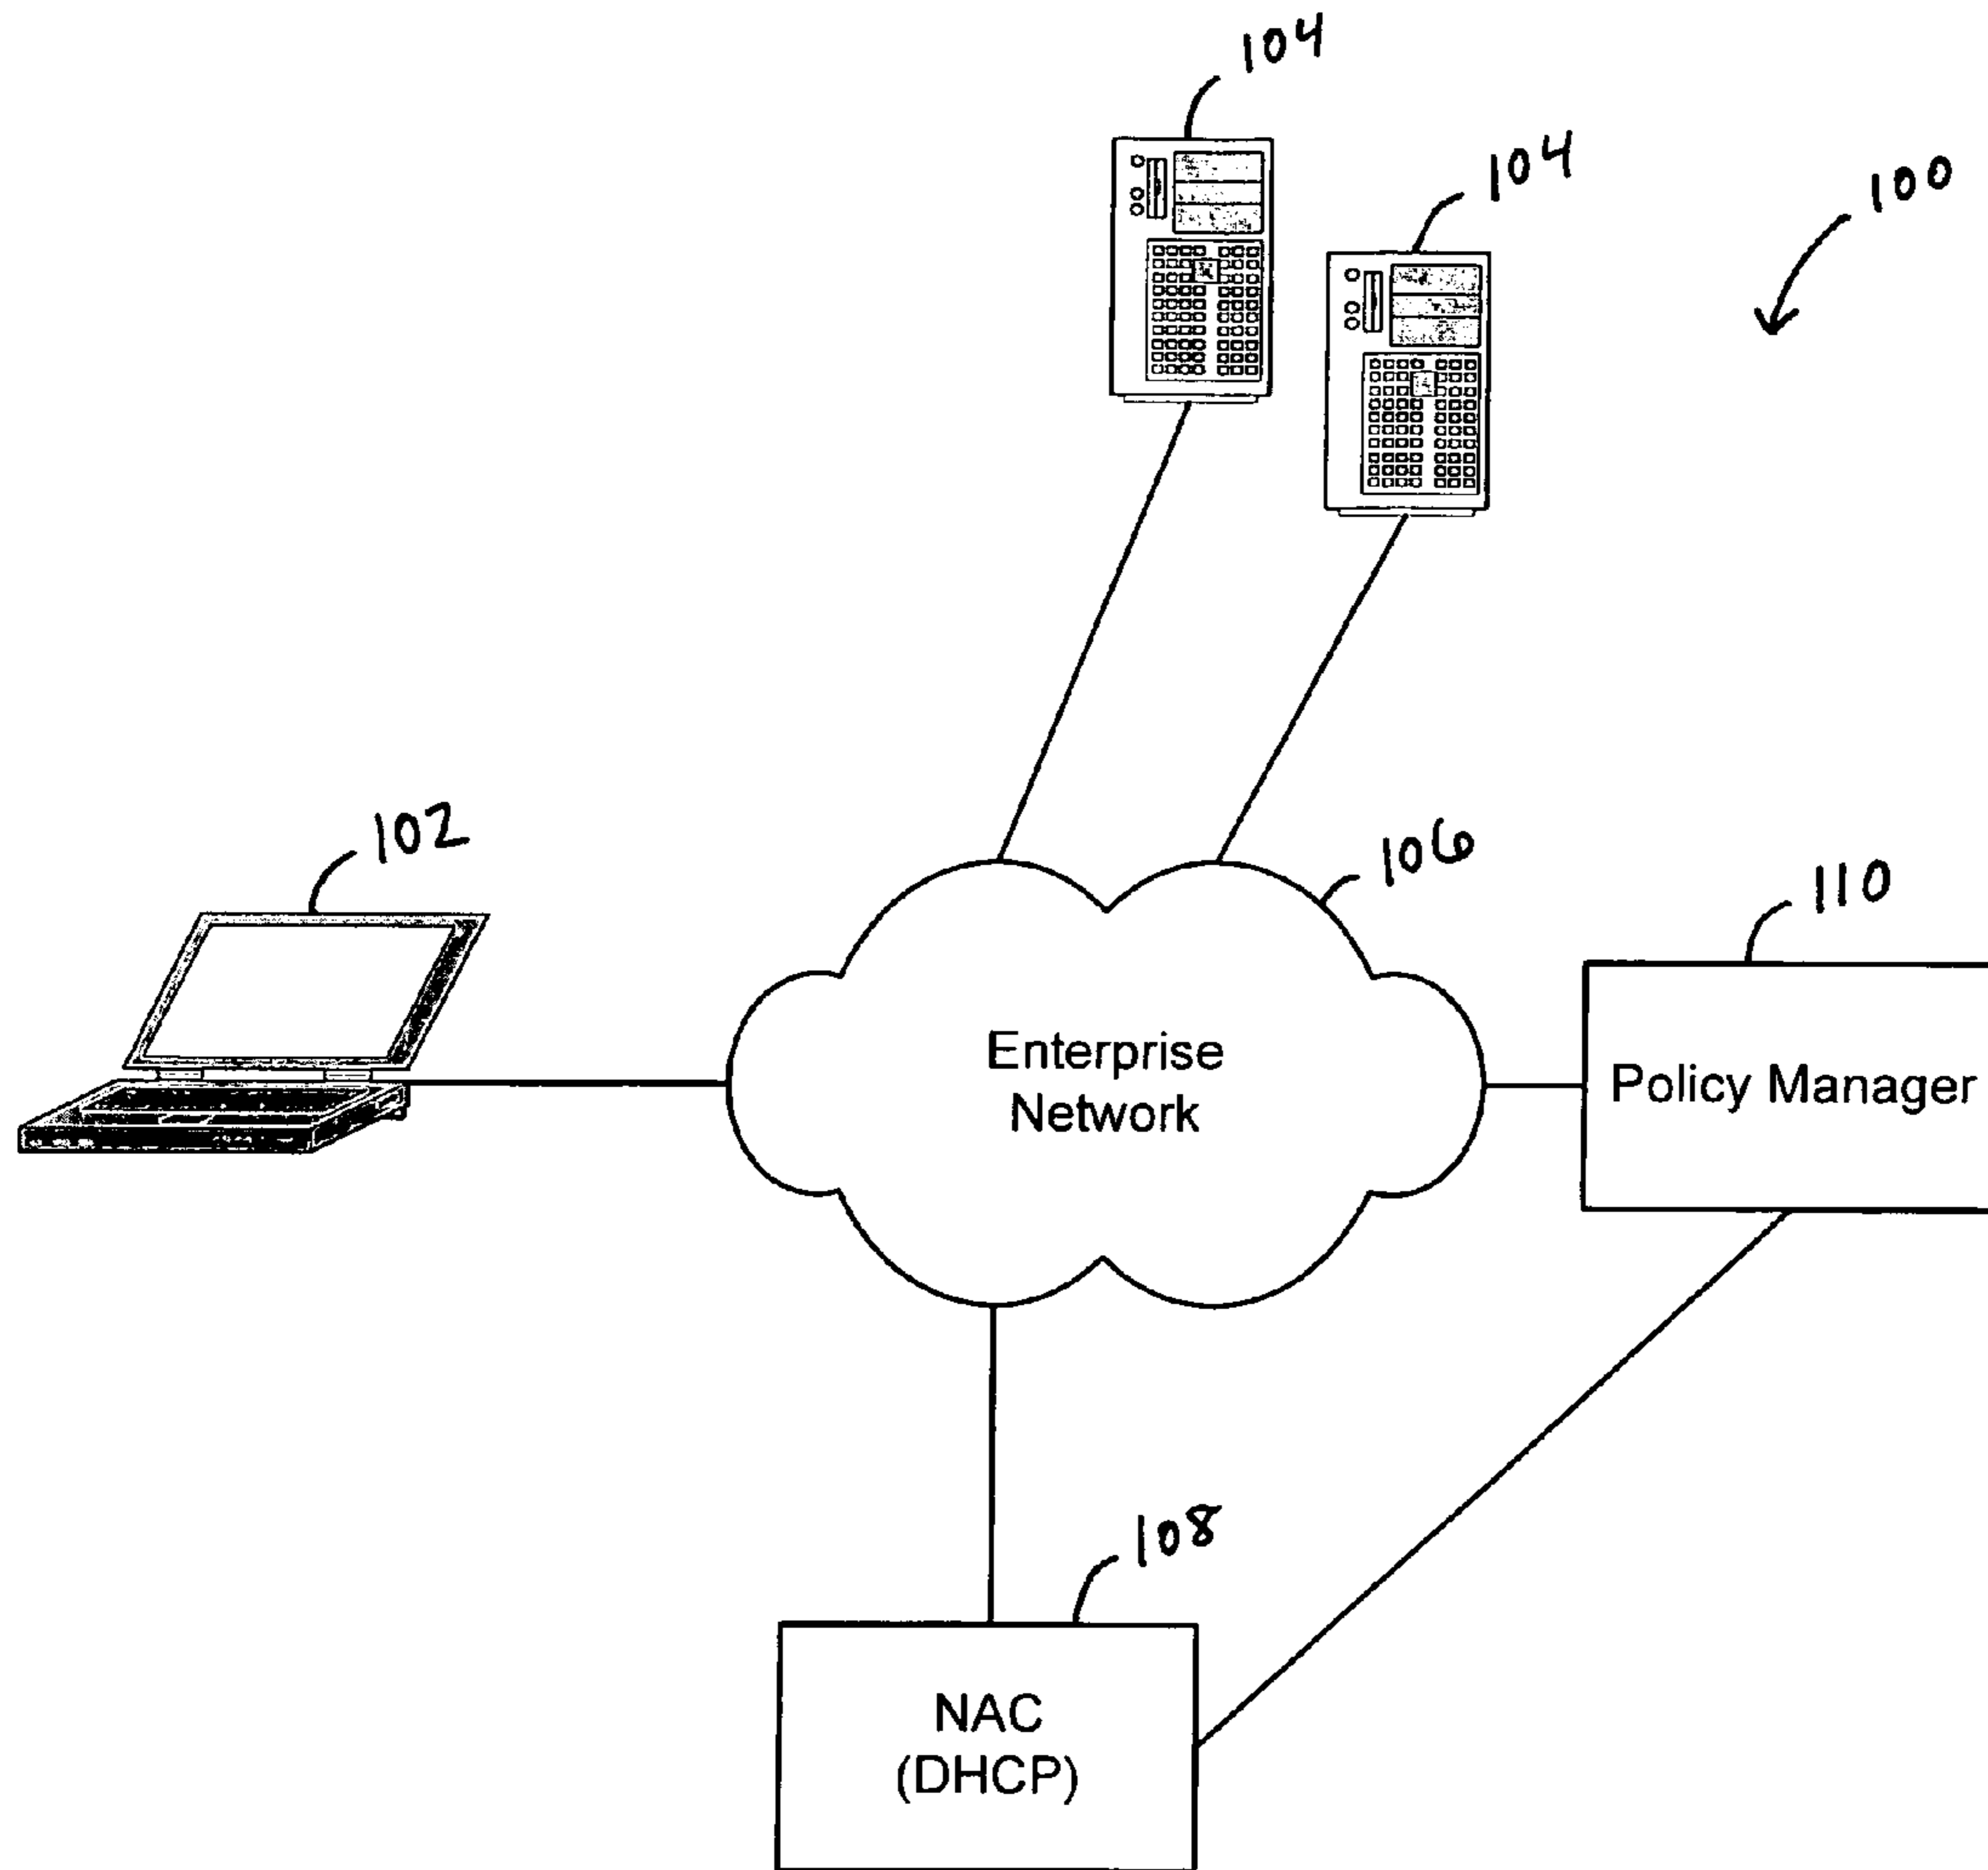 104
104
100
102
106
110
Enterprise
Network
Policy Manager
108
NAC
(DHCP)